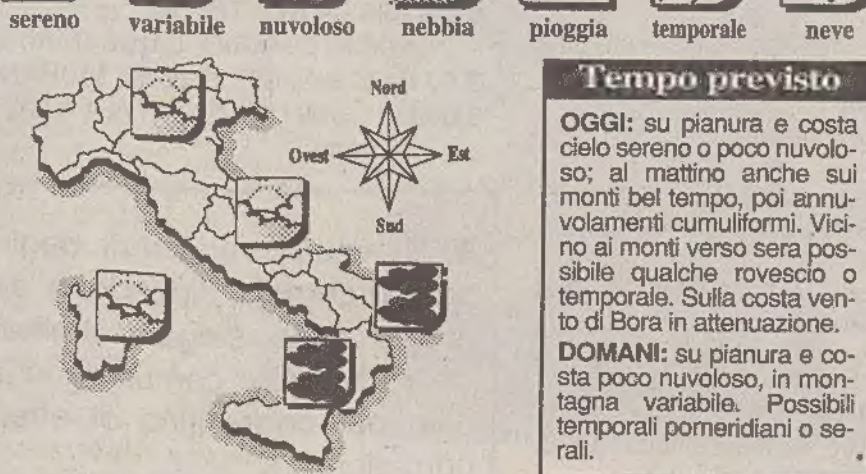 sereno variabile nuvoloso nebbia pioggia temporale neve
Nord
Ovest Est
Sud
Tempo previsto
OGGI: su pianura e costa
cielo sereno o poco nuvolo-
so; al mattino anche sui
monti bel tempo, poi annu-
volamenti cumuliformi. Vici-
no ai monti verso sera pos-
sibile qualche rovescio o
temporale. Sulla costa ven-
to di Bora in attenuazione.
DOMANI: su pianura e co-
sta poco nuvoloso, in mon-
tagna variabile. Possibili
temporali pomeridiani o se-
rali.